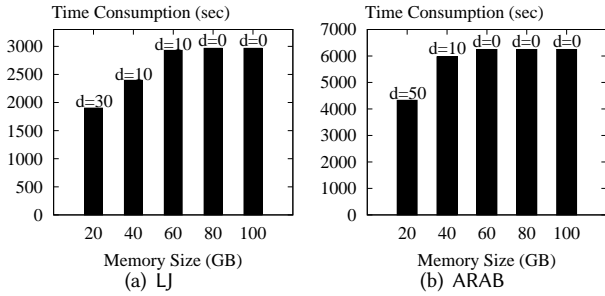 Time Consumption (sec)
3000
2500
2000
1500
1000
500
0
d=30
d=10
d=10
d=0
d=0
20 40 60 80 100
Memory Size (GB)
(a) LJ
Time Consumption (sec)
7000
6000
5000
4000
3000
2000
1000
0
d=50
d=10
d=0
d=0
d=0
20 40 60 80 100
Memory Size (GB)
(b) ARAB